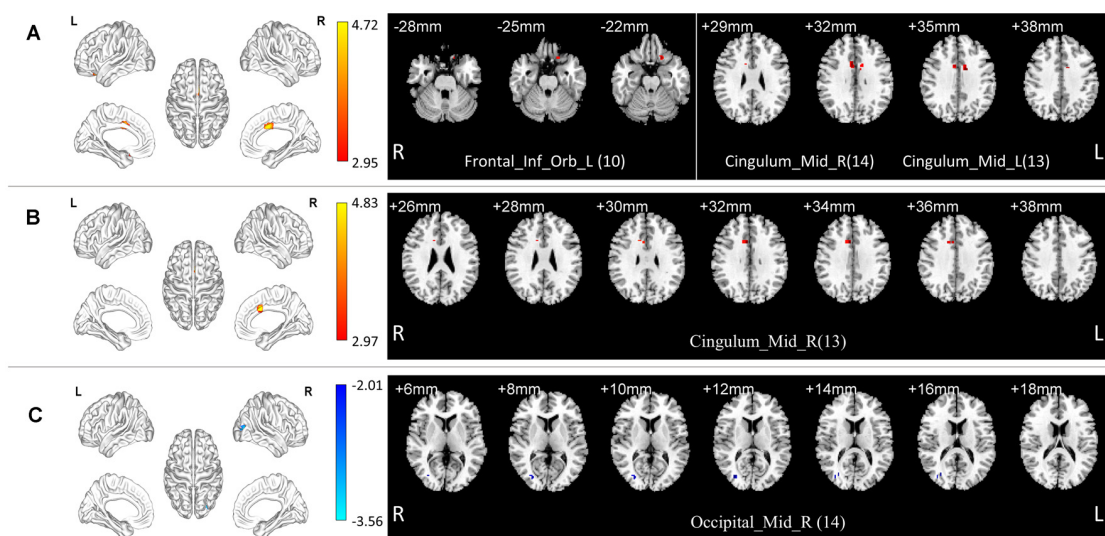 A
L
R
4.72
2.95
-28mm
-25mm
-22mm
+29mm
+32mm
+35mm
+38mm
R
Frontal_Inf_Orb_L (10)
Cingulum_Mid_R(14)
Cingulum_Mid_L(13)
L
B
L
R
4.83
2.97
+26mm
+28mm
+30mm
+32mm
+34mm
+36mm
+38mm
R
Cingulum_Mid_R(13)
L
C
L
R
-2.01
-3.56
+6mm
+8mm
+10mm
+12mm
+14mm
+16mm
+18mm
R
Occipital_Mid_R (14)
L